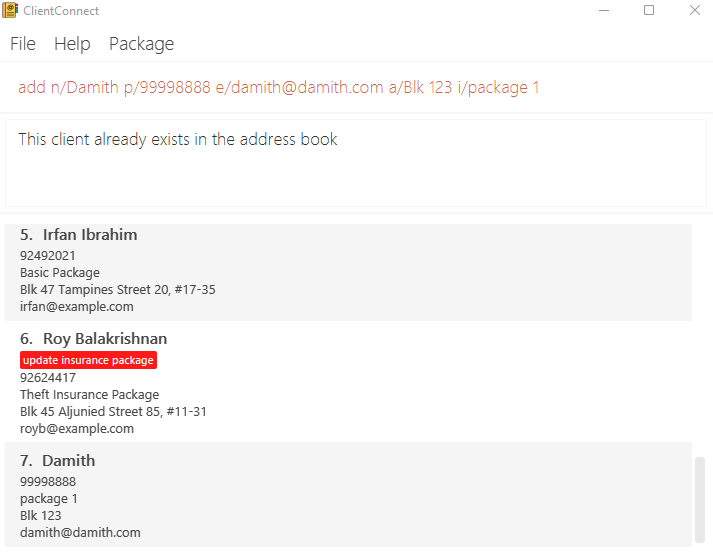 ClientConnect
File Help Package
add n/Damith p/99998888 e/damith@damith.com a/Blk 123 i/package 1
This client already exists in the address book
5. Irfan Ibrahim
92492021
Basic Package
Blk 47 Tampines Street 20, #17-35
irfan@example.com
6. Roy Balakrishnan
update insurance package
92624417
Theft Insurance Package
Blk 45 Aljunied Street 85, #11-31
royb@example.com
7. Damith
99998888
package 1
Blk 123
damith@damith.com